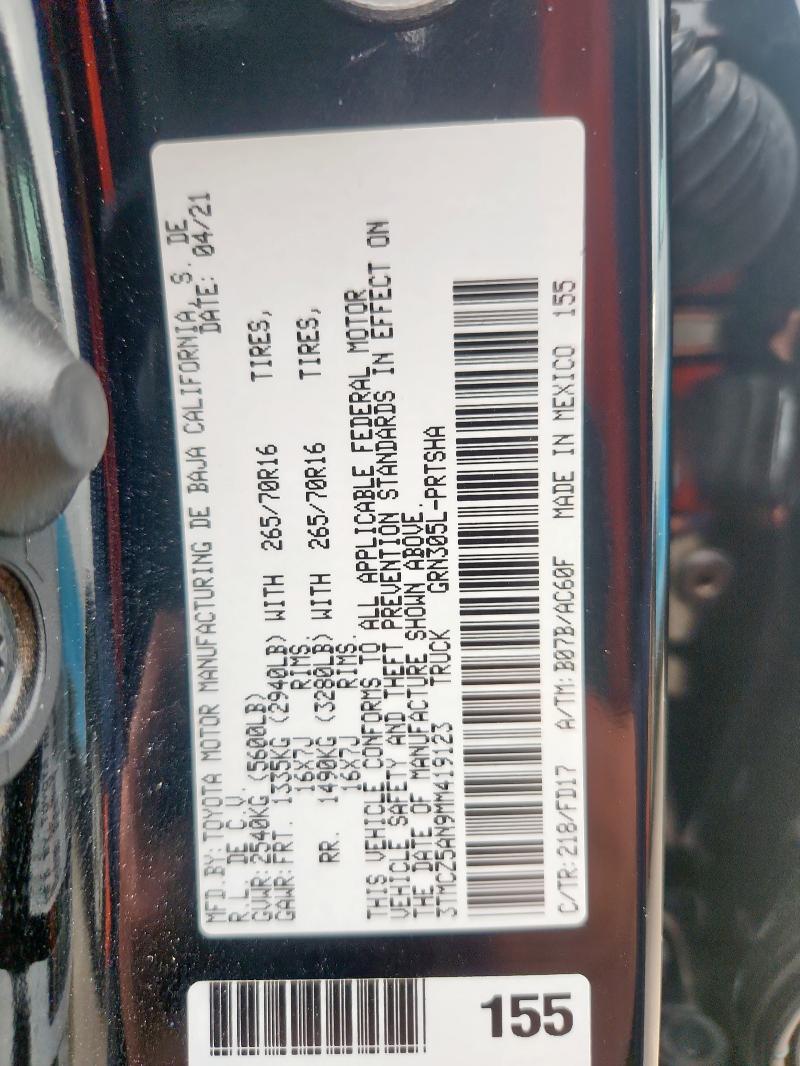 MFD.BY: TOYOTA MOTOR MANUFACTURING DE BAJA CALIFORNIA, S. DE
R.L. DE C.V. DATE: 04/21
GVWR: 2540KG (5600LB)
GAWR: FRT. 1335KG (2940LB) WITH 265/70R16 TIRES,
16X7J RIMS.
RR. 1490KG (3280LB) WITH 265/70R16 TIRES,
16X7J RIMS.
THIS VEHICLE CONFORMS TO ALL APPLICABLE FEDERAL MOTOR
VEHICLE SAFETY AND THEFT PREVENTION STANDARDS IN EFFECT ON
THE DATE OF MANUFACTURE SHOWN ABOVE.
3TMCZ5AN9MM419123 TRUCK GRN305L-PRTSHA
C/TR: 218/FD17 A/TM: B07B/AC60F MADE IN MEXICO 155
155